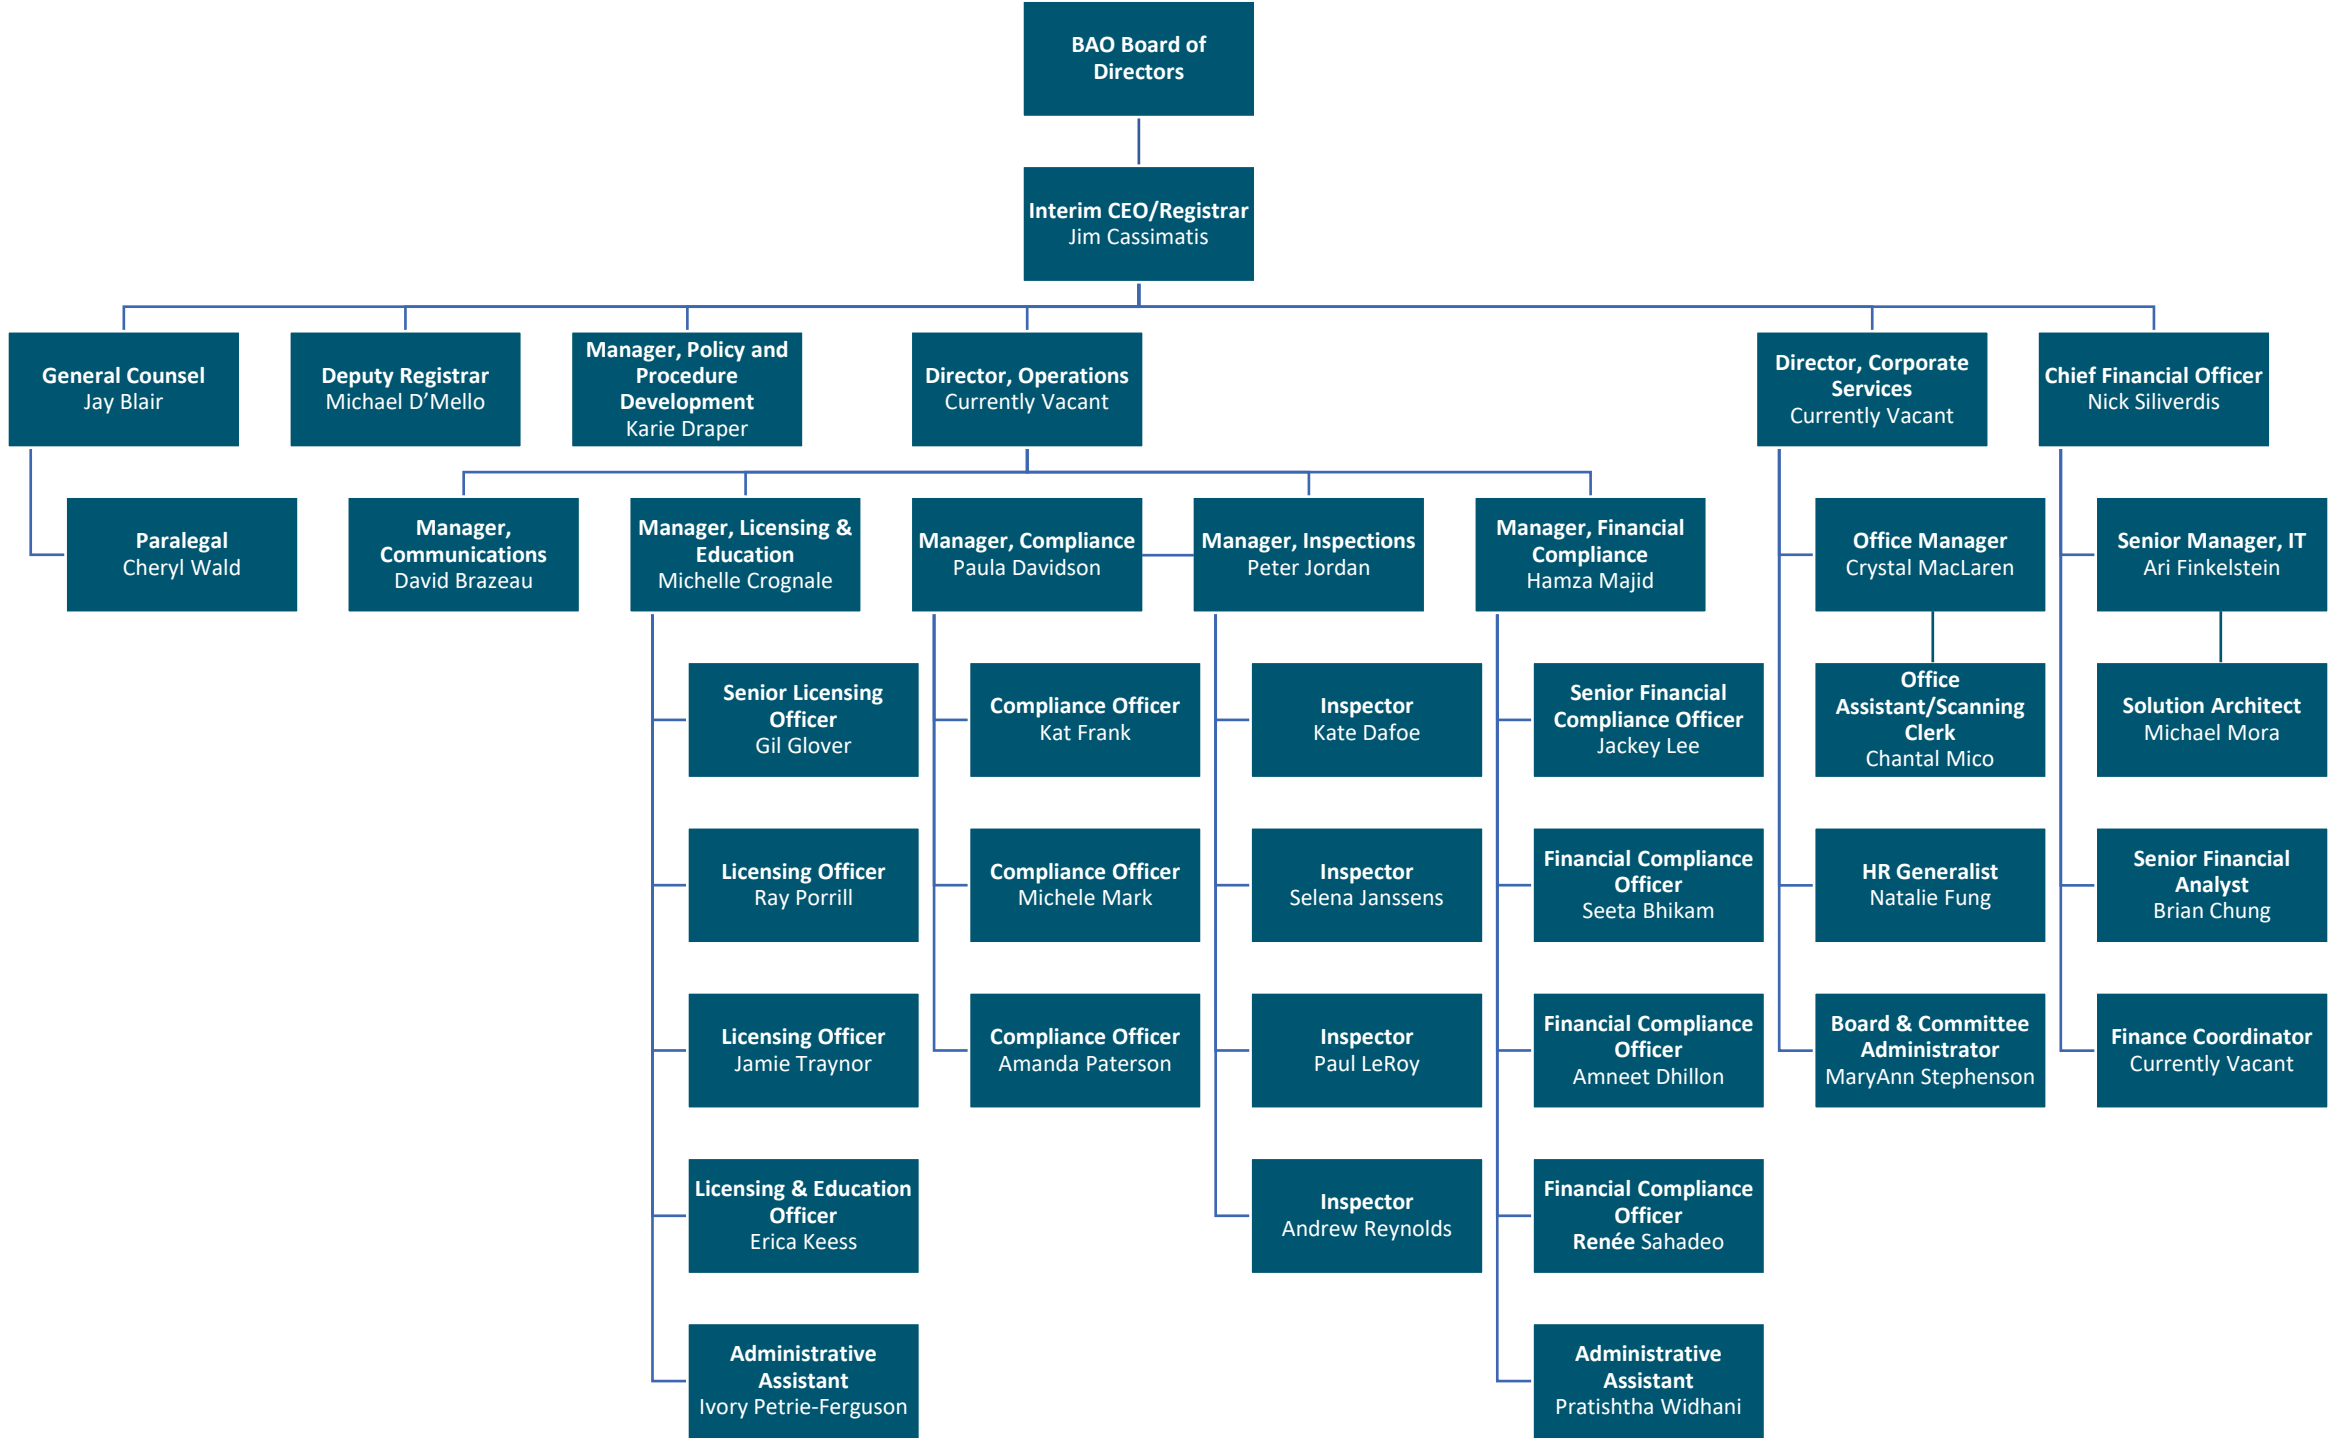 BAO Board of
Directors
Interim CEO/Registrar
Jim Cassimatis
General Counsel
Jay Blair
Deputy Registrar
Michael D’Mello
Manager, Policy and
Procedure
Development
Karie Draper
Director, Operations
Currently Vacant
Director, Corporate
Services
Currently Vacant
Chief Financial Officer
Nick Siliverdis
Paralegal
Cheryl Wald
Manager,
Communications
David Brazeau
Manager, Licensing &
Education
Michelle Crognale
Manager, Compliance
Paula Davidson
Manager, Inspections
Peter Jordan
Manager, Financial
Compliance
Hamza Majid
Office Manager
Crystal MacLaren
Senior Manager, IT
Ari Finkelstein
Senior Licensing
Officer
Gil Glover
Compliance Officer
Kat Frank
Inspector
Kate Dafoe
Senior Financial
Compliance Officer
Jackey Lee
Office
Assistant/Scanning
Clerk
Chantal Mico
Solution Architect
Michael Mora
Licensing Officer
Ray Porrill
Compliance Officer
Michele Mark
Inspector
Selena Janssens
Financial Compliance
Officer
Seeta Bhikam
HR Generalist
Natalie Fung
Senior Financial
Analyst
Brian Chung
Licensing Officer
Jamie Traynor
Compliance Officer
Amanda Paterson
Inspector
Paul LeRoy
Financial Compliance
Officer
Amneet Dhillon
Board & Committee
Administrator
MaryAnn Stephenson
Finance Coordinator
Currently Vacant
Licensing & Education
Officer
Erica Keess
Inspector
Andrew Reynolds
Financial Compliance
Officer
Renée Sahadeo
Administrative
Assistant
Ivory Petrie-Ferguson
Administrative
Assistant
Pratishtha Widhani